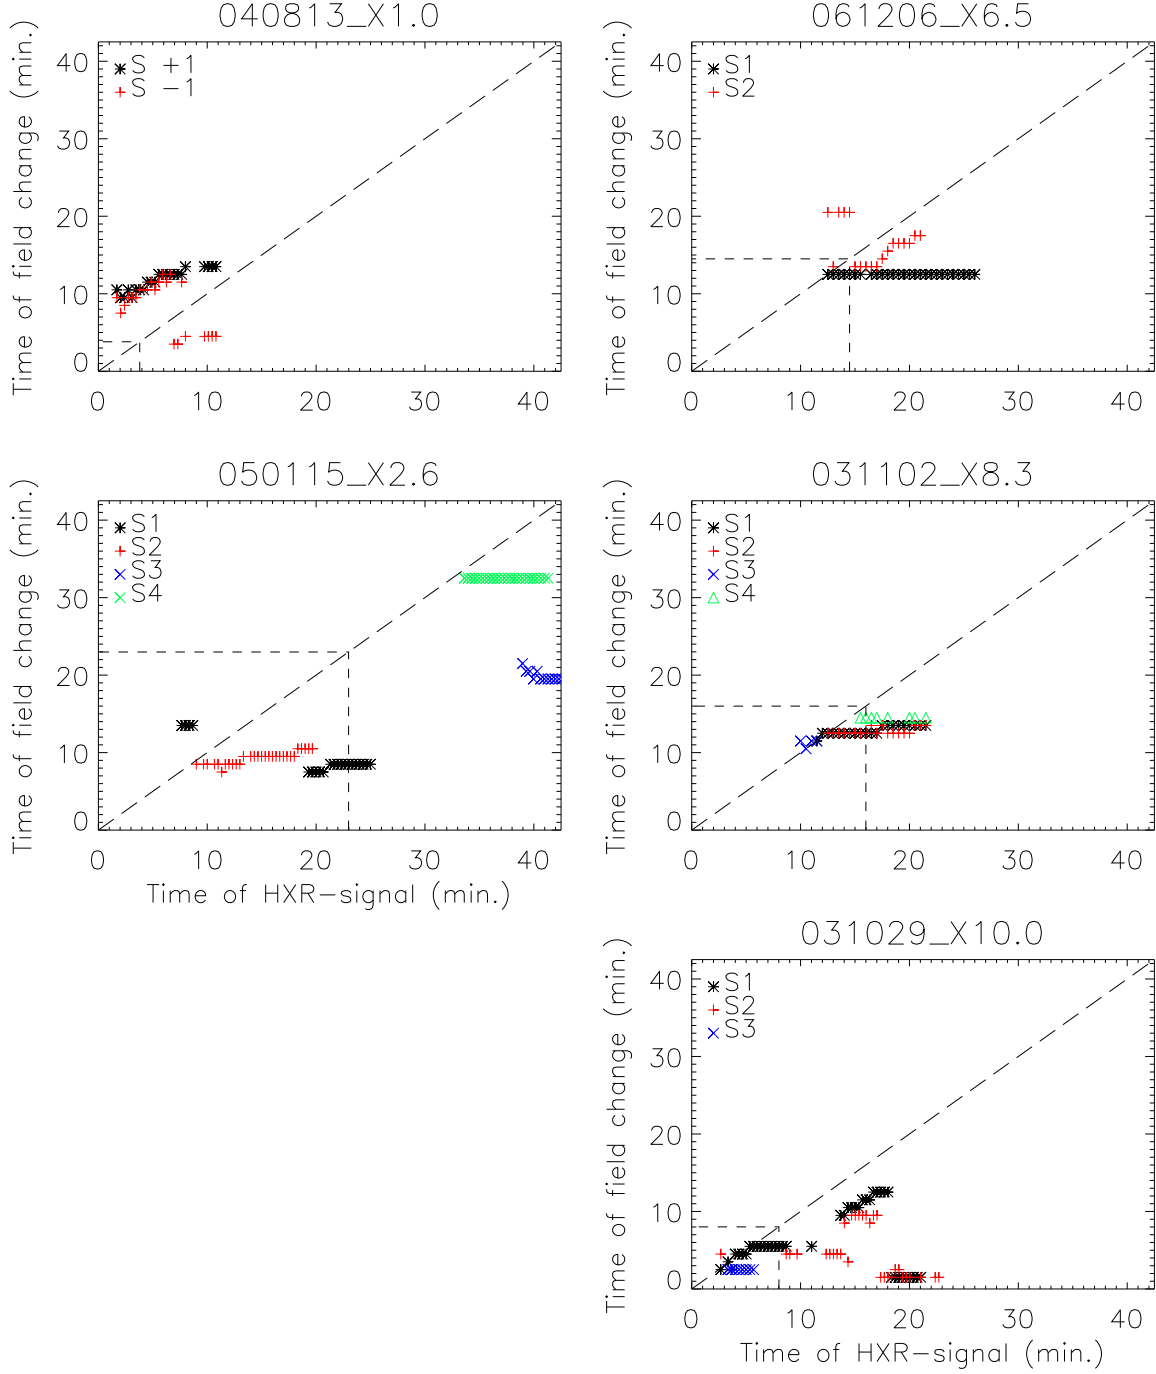 040813_X1.0
Time of field change (min.)
40
30
20
10
0
S +1
S -1
0 10 20 30 40
061206_X6.5
Time of field change (min.)
40
30
20
10
0
S1
S2
0 10 20 30 40
050115_X2.6
Time of field change (min.)
40
30
20
10
0
S1
S2
S3
S4
0 10 20 30 40
Time of HXR-signal (min.)
031102_X8.3
Time of field change (min.)
40
30
20
10
0
S1
S2
S3
S4
0 10 20 30 40
031029_X10.0
Time of field change (min.)
40
30
20
10
0
S1
S2
S3
0 10 20 30 40
Time of HXR-signal (min.)